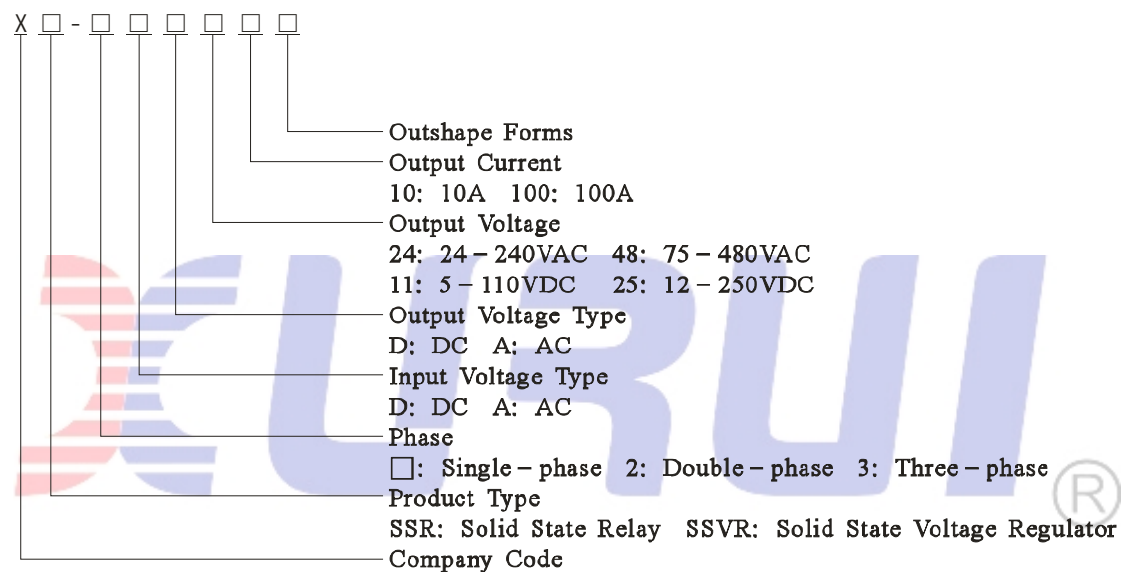 X □ - □ □ □ □ □ □
Outshape Forms
Output Current
10: 10A 100: 100A
Output Voltage
24: 24-240VAC 48: 75-480VAC
11: 5-110VDC 25: 12-250VDC
Output Voltage Type
D: DC A: AC
Input Voltage Type
D: DC A: AC
Phase
□: Single-phase 2: Double-phase 3: Three-phase
Product Type
SSR: Solid State Relay SSVR: Solid State Voltage Regulator
Company Code
XURUI®